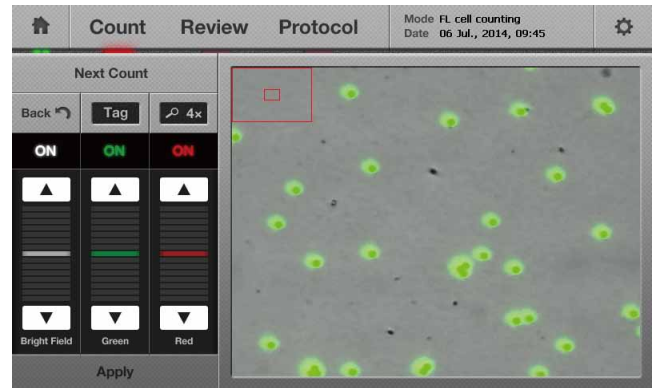 Count
Review
Protocol
Mode FL cell counting
Date 06 Jul., 2014, 09:45
Next Count
Back
Tag
4x
ON
ON
ON
Bright Field
Green
Red
Apply